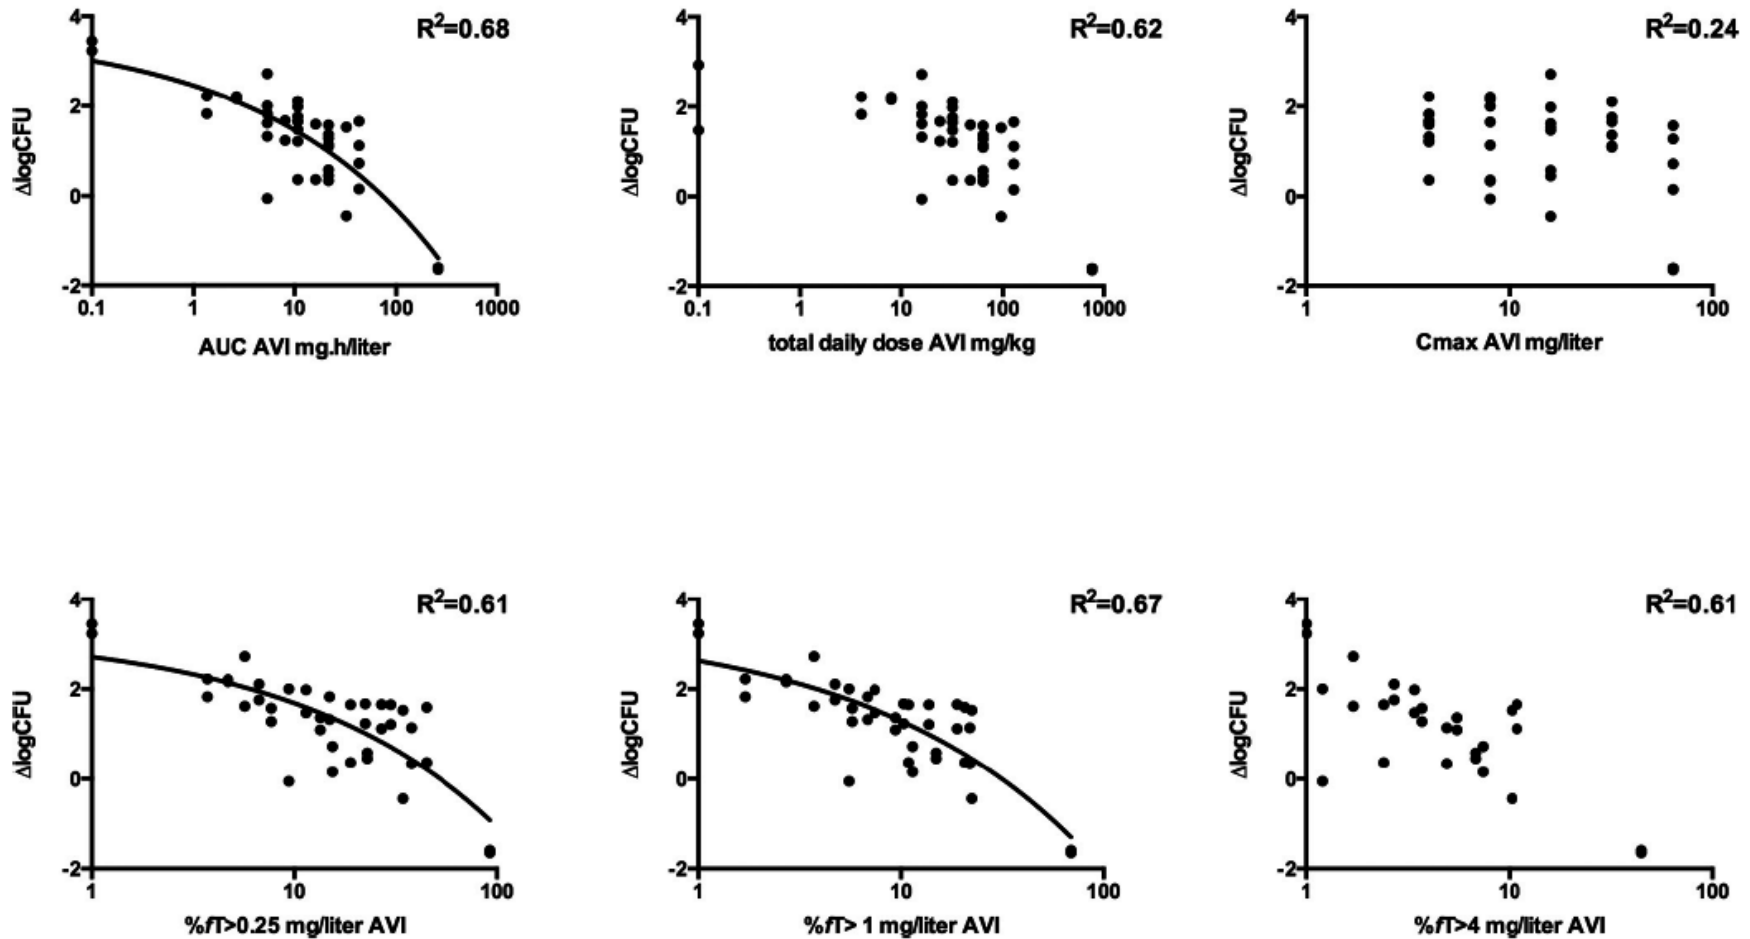 R²=0.68
4
2
0
-2
ΔlogCFU
0.1 1 10 100 1000
AUC AVI mg.h/liter
R²=0.62
4
2
0
-2
ΔlogCFU
0.1 1 10 100 1000
total daily dose AVI mg/kg
R²=0.24
4
2
0
-2
ΔlogCFU
1 10 100
Cmax AVI mg/liter
R²=0.61
4
2
0
-2
ΔlogCFU
1 10 100
%fT>0.25 mg/liter AVI
R²=0.67
4
2
0
-2
ΔlogCFU
1 10 100
%fT> 1 mg/liter AVI
R²=0.61
4
2
0
-2
ΔlogCFU
1 10 100
%fT>4 mg/liter AVI